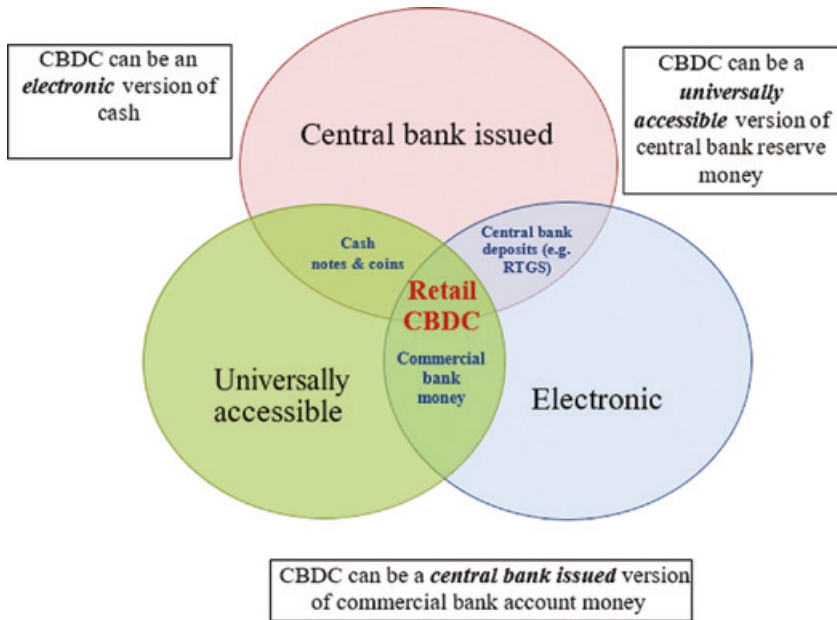 CBDC can be an
electronic version of
cash
CBDC can be a
universally
accessible version of
central bank reserve
money
Central bank issued
Cash
notes & coins
Central bank
deposits (e.g.
RTGS)
Retail
CBDC
Commercial
bank
money
Universally
accessible
Electronic
CBDC can be a central bank issued version
of commercial bank account money